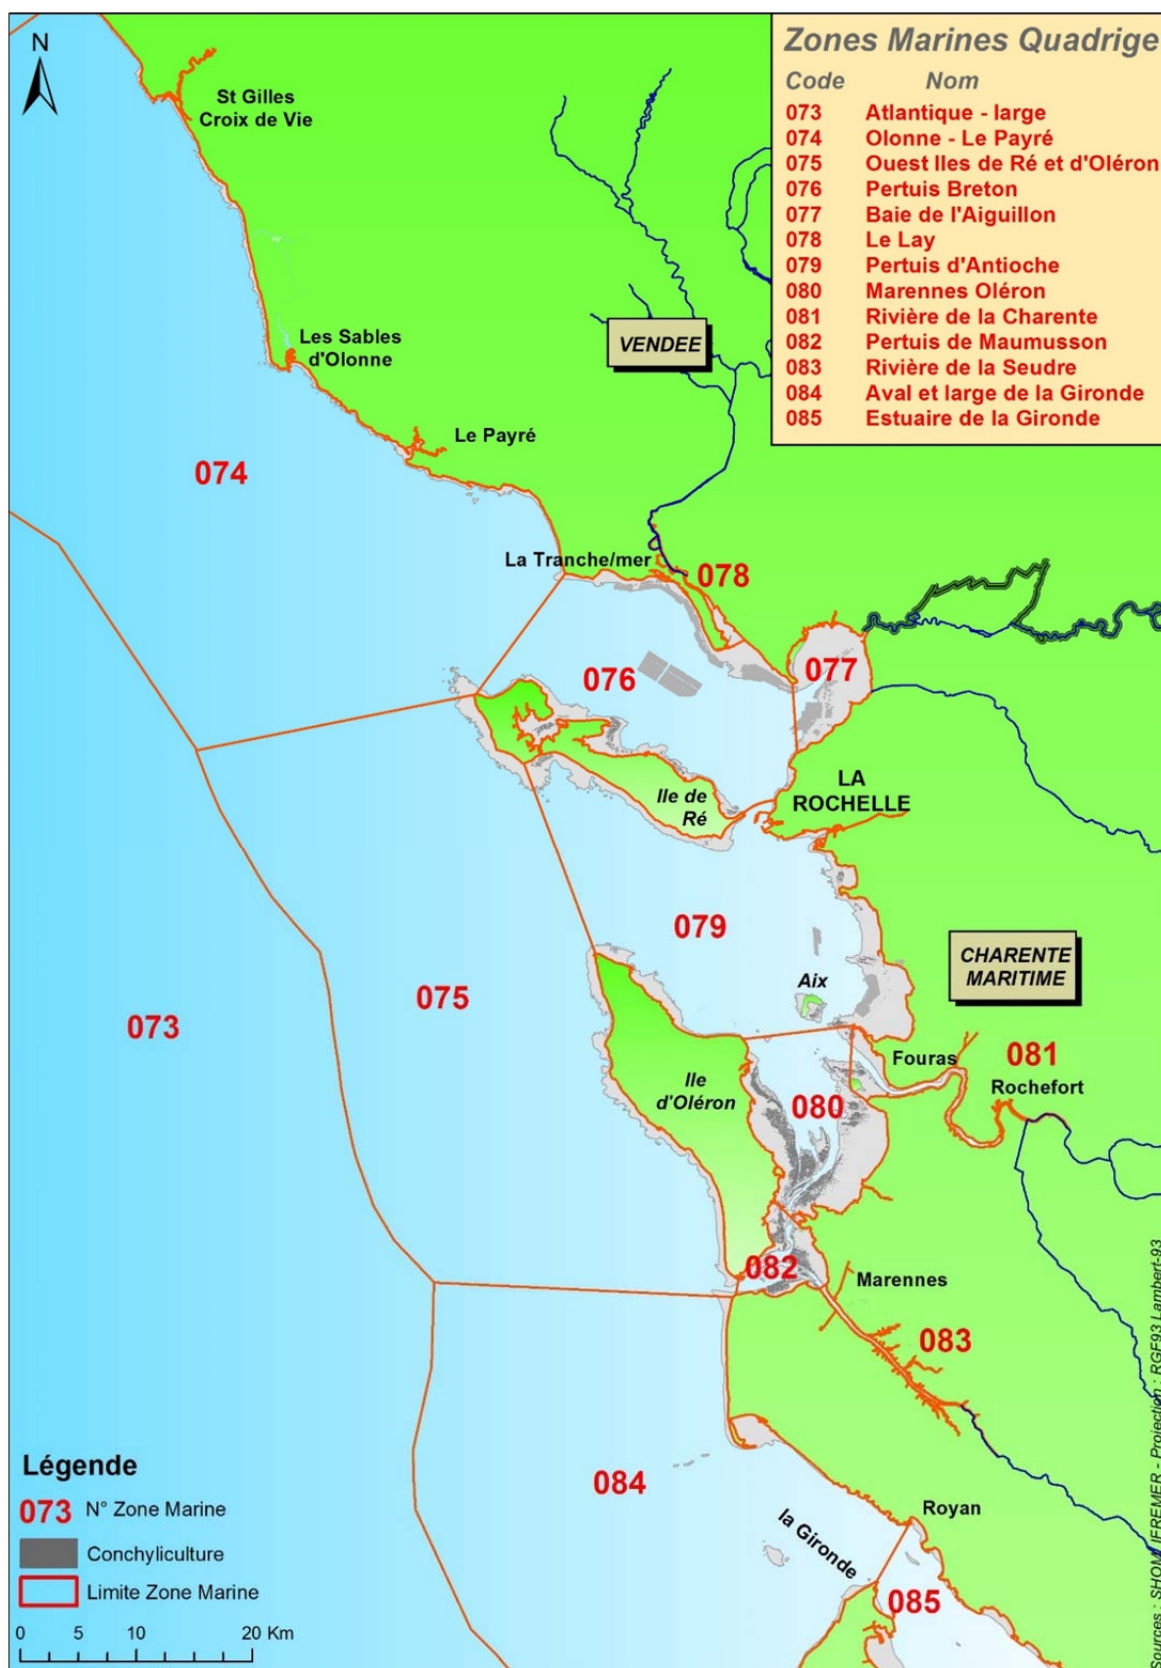 Zones Marines Quadrige
Code Nom
073 Atlantique - large
074 Olonne - Le Payré
075 Ouest Iles de Ré et d'Oléron
076 Pertuis Breton
077 Baie de l'Aiguillon
078 Le Lay
079 Pertuis d'Antioche
080 Marennes Oléron
081 Rivière de la Charente
082 Pertuis de Maumusson
083 Rivière de la Seudre
084 Aval et large de la Gironde
085 Estuaire de la Gironde
N
St Gilles
Croix de Vie
Les Sables
d'Olonne
VENDEE
Le Payré
074
La Tranche/mer
078
076
077
LA
ROCHELLE
Ile de
Ré
079
CHARENTE
MARITIME
Aix
075
073
Fouras
081
Rochefort
Ile
d'Oléron
080
082
Marennes
083
084
Royan
la Gironde
085
Légende
073 N° Zone Marine
Conchyliculture
Limite Zone Marine
0 5 10 20 Km
Sources : SHOM, IFREMER - Projection : RGF93 Lambert-93